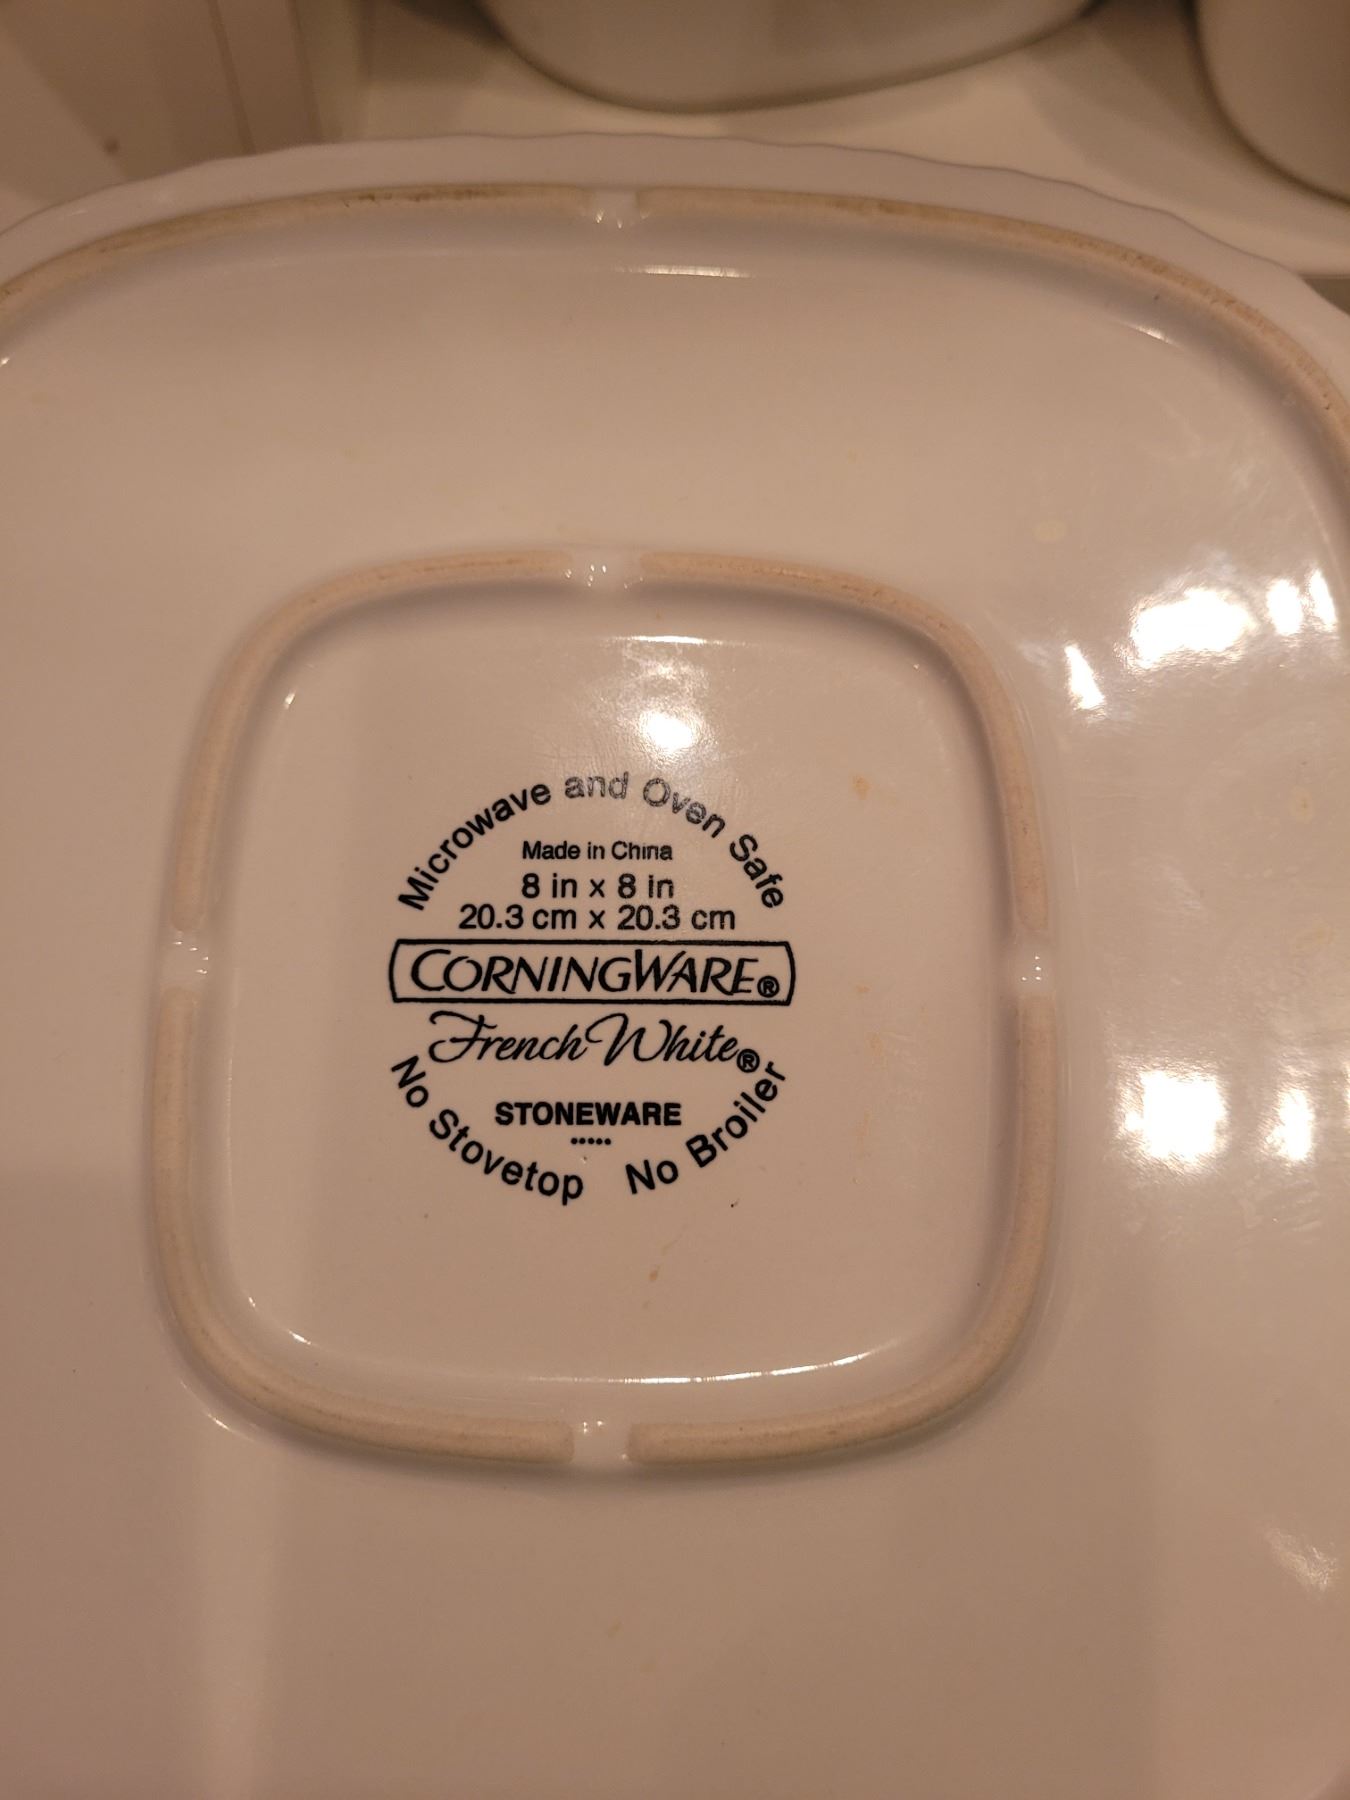 Microwave and Oven Safe
Made in China
8 in x 8 in
20.3 cm x 20.3 cm
CORNINGWARE®
French White®
STONEWARE
No Stovetop No Broiler